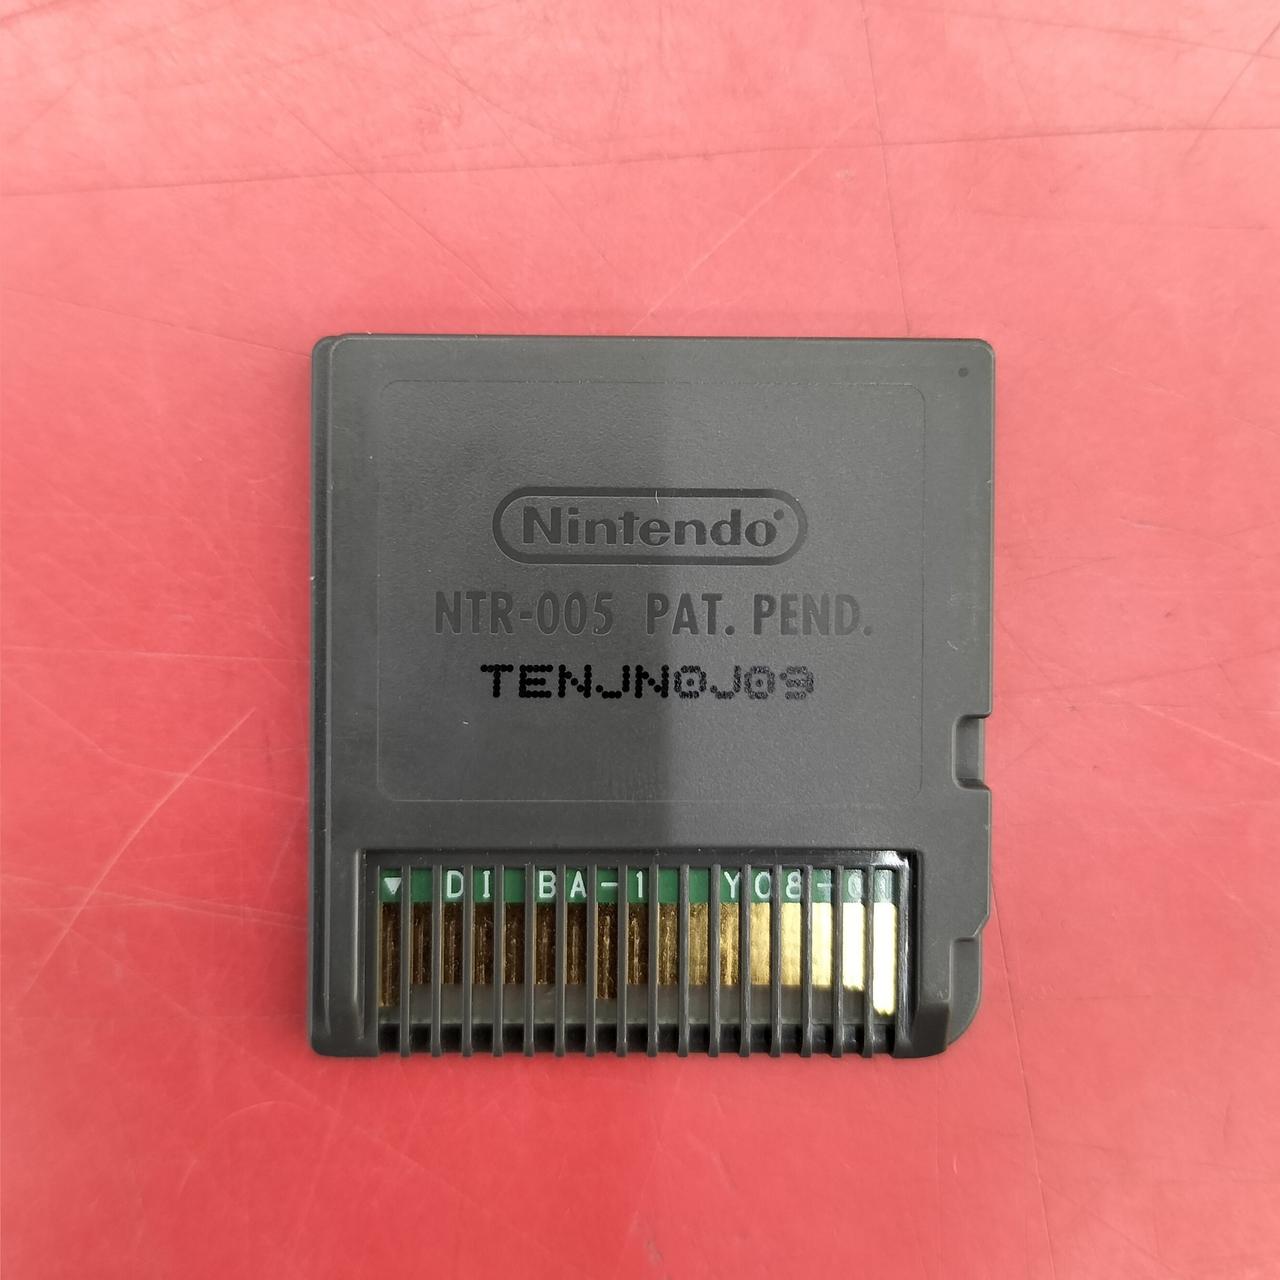 Nintendo®
NTR-005 PAT. PEND.
TENJN0J09
▼ DI BA-1 Y08-01